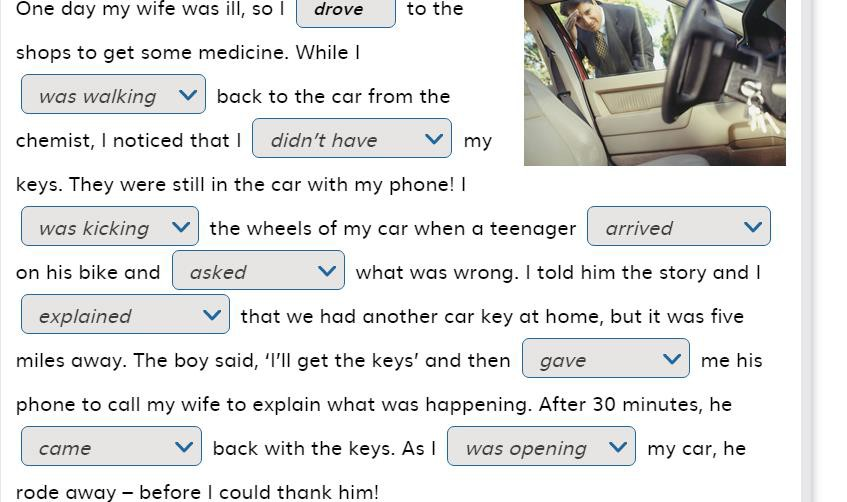 One day my wife was ill, so I drove to the
shops to get some medicine. While I
was walking back to the car from the
chemist, I noticed that I didn't have my
keys. They were still in the car with my phone! I
was kicking the wheels of my car when a teenager arrived
on his bike and asked what was wrong. I told him the story and I
explained that we had another car key at home, but it was five
miles away. The boy said, ‘I’ll get the keys’ and then gave me his
phone to call my wife to explain what was happening. After 30 minutes, he
came back with the keys. As I was opening my car, he
rode away – before I could thank him!